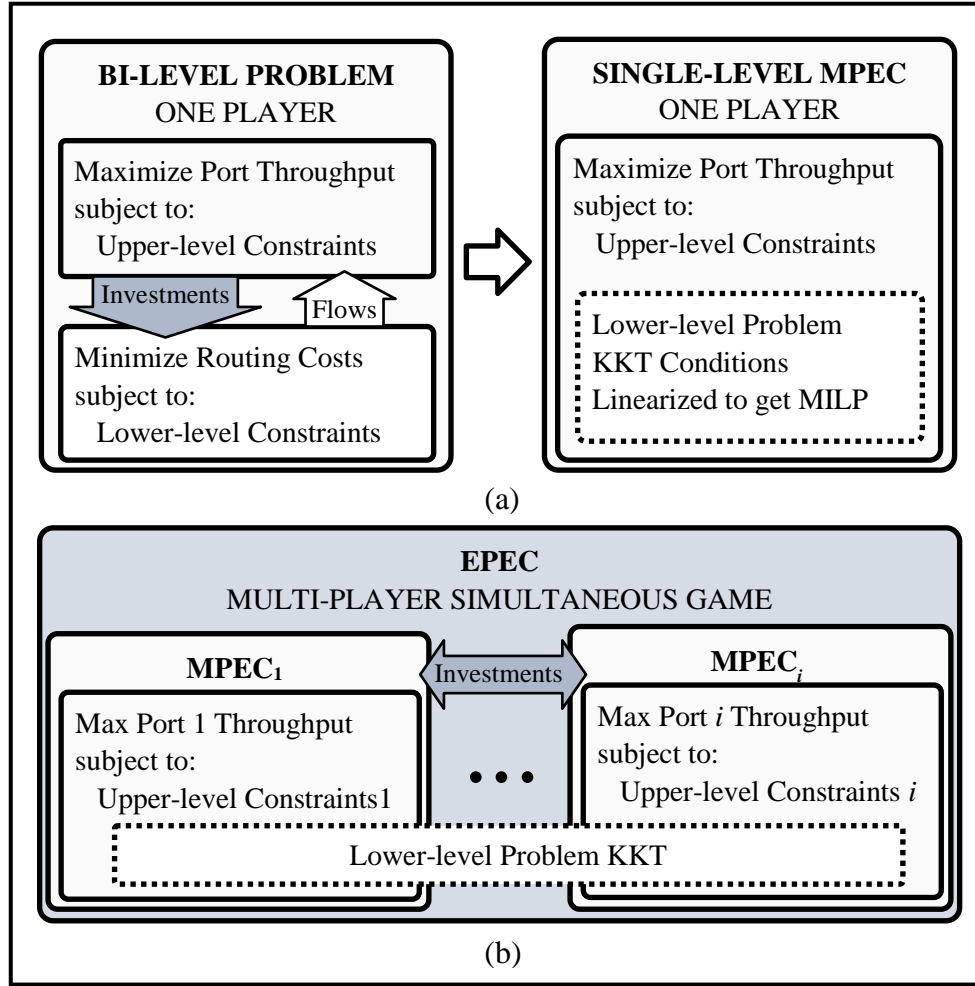 BI-LEVEL PROBLEM
ONE PLAYER
Maximize Port Throughput
subject to:
Upper-level Constraints
Investments
Flows
Minimize Routing Costs
subject to:
Lower-level Constraints
SINGLE-LEVEL MPEC
ONE PLAYER
Maximize Port Throughput
subject to:
Upper-level Constraints
Lower-level Problem
KKT Conditions
Linearized to get MILP
(a)
EPEC
MULTI-PLAYER SIMULTANEOUS GAME
MPEC₁
Max Port 1 Throughput
subject to:
Upper-level Constraints1
Investments
• • •
MPECᵢ
Max Port i Throughput
subject to:
Upper-level Constraints i
Lower-level Problem KKT
(b)